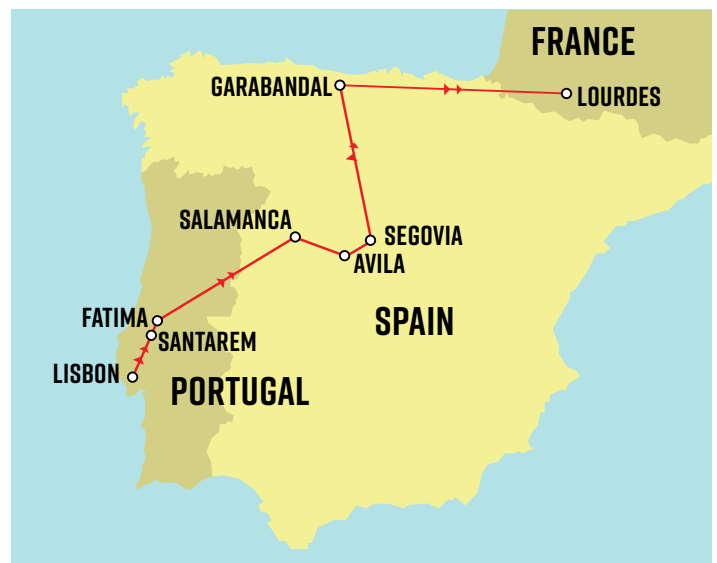 FRANCE
GARABANDAL
LOURDES
SALAMANCA
SEGOVIA
AVILA
FATIMA
SPAIN
SANTAREM
LISBON
PORTUGAL